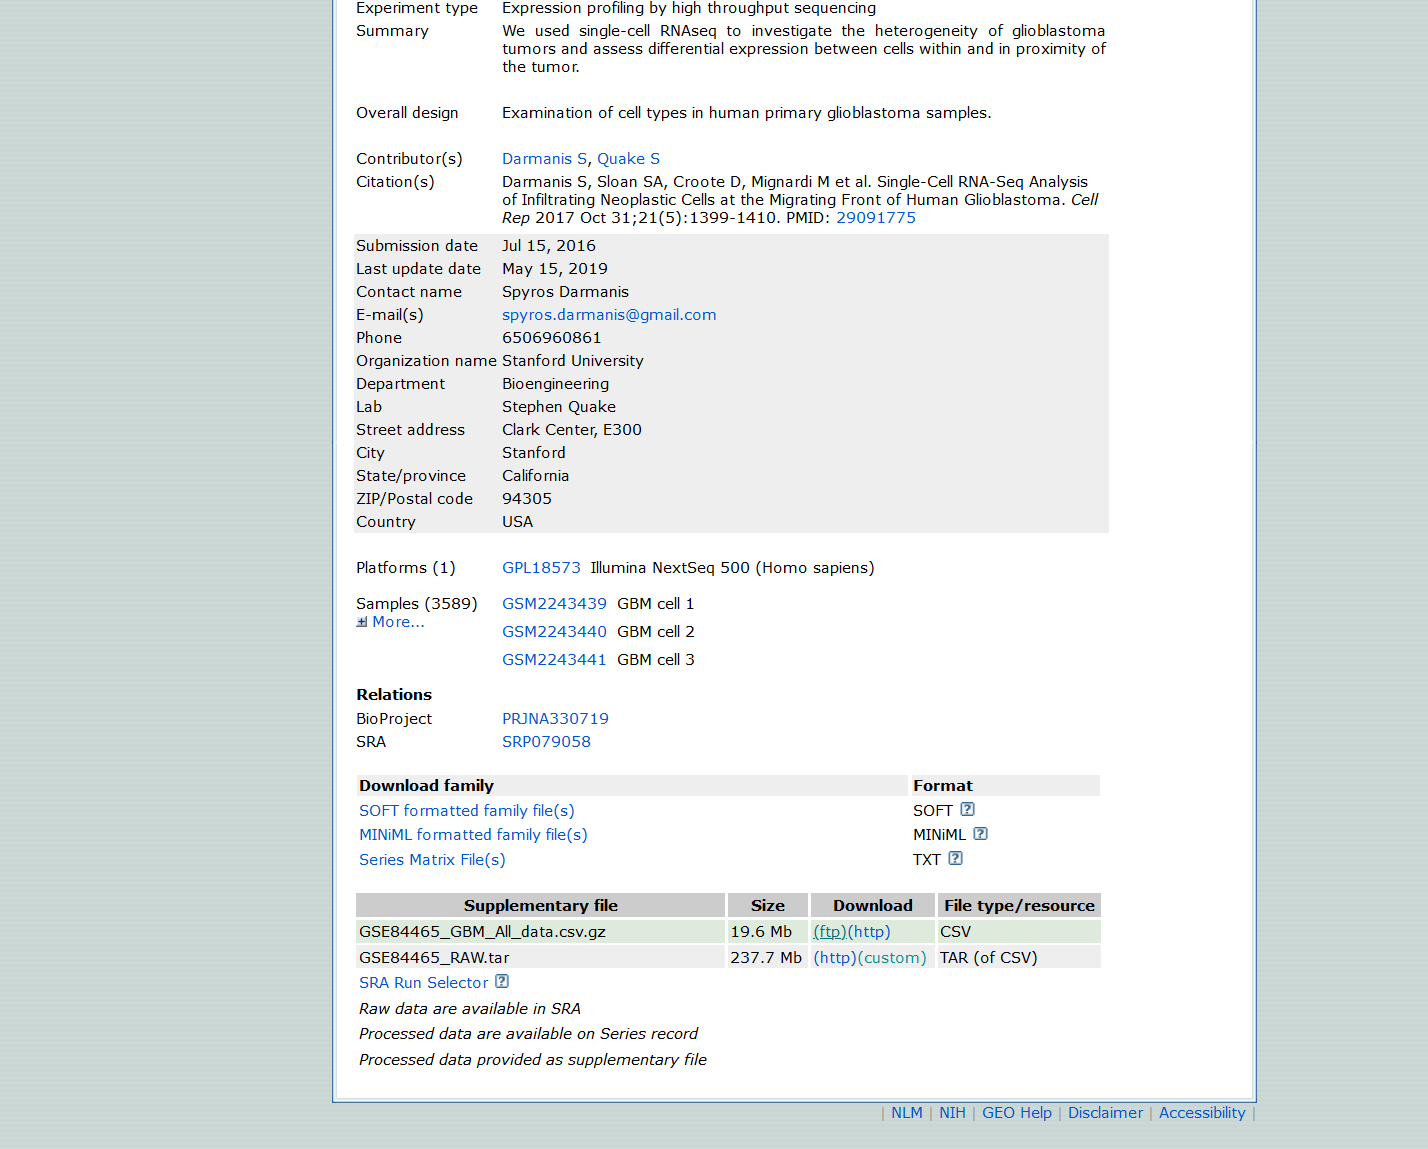 Experiment type Expression profiling by high throughput sequencing
Summary We used single-cell RNAseq to investigate the heterogeneity of glioblastoma
tumors and assess differential expression between cells within and in proximity of
the tumor.
Overall design Examination of cell types in human primary glioblastoma samples.
Contributor(s) Darmanis S, Quake S
Citation(s) Darmanis S, Sloan SA, Croote D, Mignardi M et al. Single-Cell RNA-Seq Analysis
of Infiltrating Neoplastic Cells at the Migrating Front of Human Glioblastoma. Cell
Rep 2017 Oct 31;21(5):1399-1410. PMID: 29091775
Submission date Jul 15, 2016
Last update date May 15, 2019
Contact name Spyros Darmanis
E-mail(s) spyros.darmanis@gmail.com
Phone 6506960861
Organization name Stanford University
Department Bioengineering
Lab Stephen Quake
Street address Clark Center, E300
City Stanford
State/province California
ZIP/Postal code 94305
Country USA
Platforms (1) GPL18573 Illumina NextSeq 500 (Homo sapiens)
Samples (3589) GSM2243439 GBM cell 1
More...
GSM2243440 GBM cell 2
GSM2243441 GBM cell 3
Relations
BioProject PRJNA330719
SRA SRP079058
Download family Format
SOFT formatted family file(s) SOFT ?
MINiML formatted family file(s) MINiML ?
Series Matrix File(s) TXT ?
Supplementary file Size Download File type/resource
GSE84465_GBM_All_data.csv.gz 19.6 Mb (ftp)(http) CSV
GSE84465_RAW.tar 237.7 Mb (http)(custom) TAR (of CSV)
SRA Run Selector ?
Raw data are available in SRA
Processed data are available on Series record
Processed data provided as supplementary file
| NLM | NIH | GEO Help | Disclaimer | Accessibility |